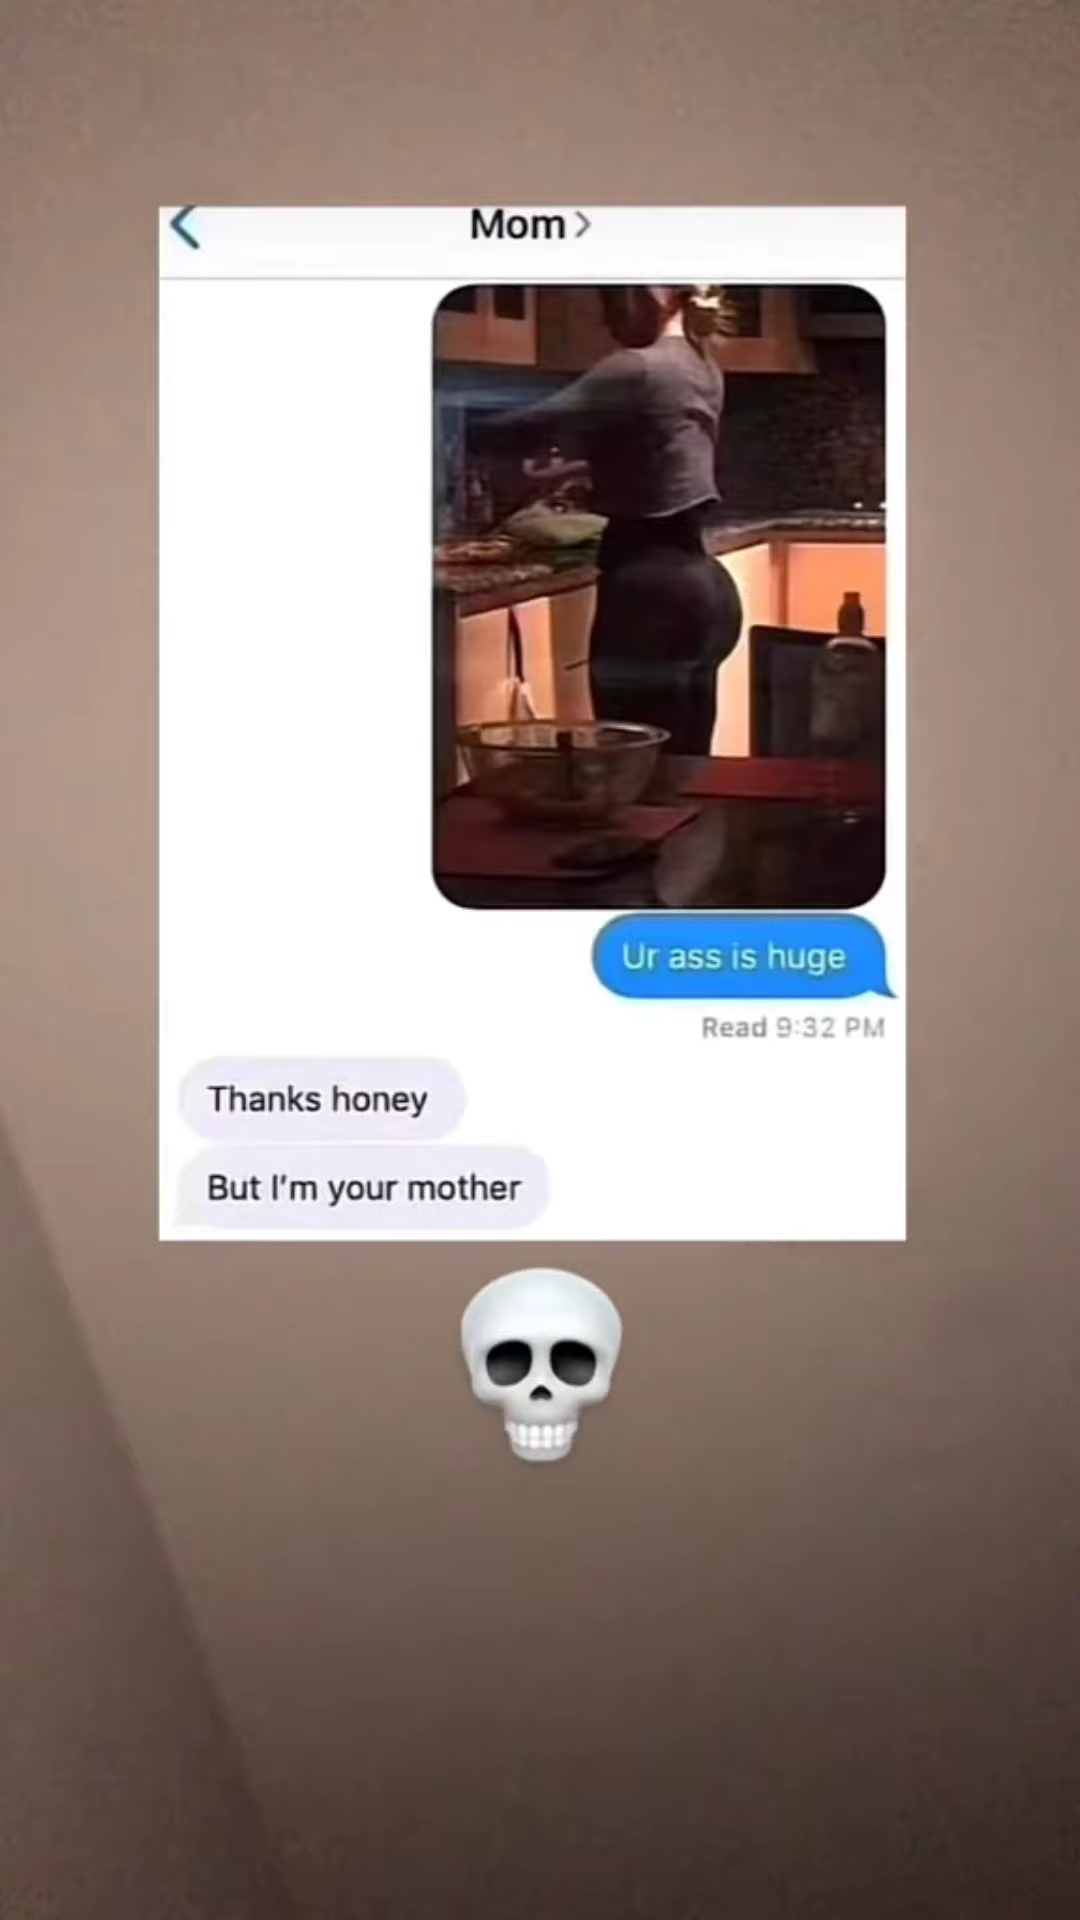 Mom
Ur ass is huge
Read 9:32 PM
Thanks honey
But I'm your mother